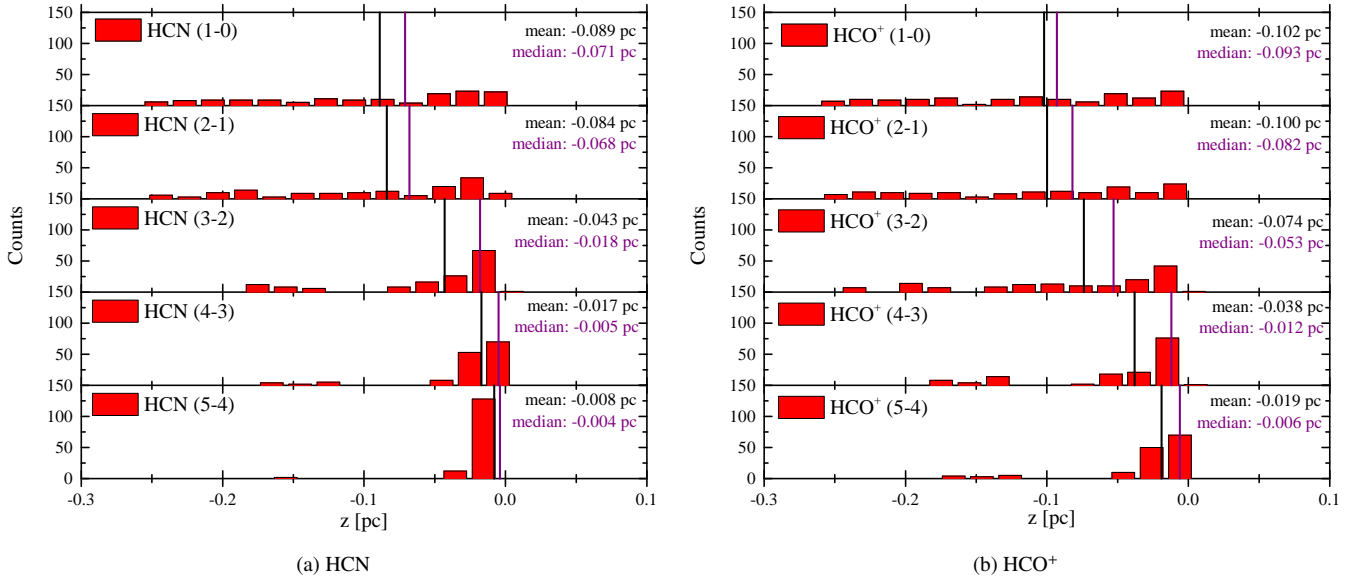 150
HCN (1-0)
mean: -0.089 pc
median: -0.071 pc
100
50
150
HCN (2-1)
mean: -0.084 pc
median: -0.068 pc
100
50
150
HCN (3-2)
mean: -0.043 pc
median: -0.018 pc
100
50
150
HCN (4-3)
mean: -0.017 pc
median: -0.005 pc
100
50
150
HCN (5-4)
mean: -0.008 pc
median: -0.004 pc
100
50
0
Counts
-0.3 -0.2 -0.1 0.0 0.1
z [pc]
(a) HCN
150
HCO⁺ (1-0)
mean: -0.102 pc
median: -0.093 pc
100
50
150
HCO⁺ (2-1)
mean: -0.100 pc
median: -0.082 pc
100
50
150
HCO⁺ (3-2)
mean: -0.074 pc
median: -0.053 pc
100
50
150
HCO⁺ (4-3)
mean: -0.038 pc
median: -0.012 pc
100
50
150
HCO⁺ (5-4)
mean: -0.019 pc
median: -0.006 pc
100
50
0
Counts
-0.3 -0.2 -0.1 0.0 0.1
z [pc]
(b) HCO⁺